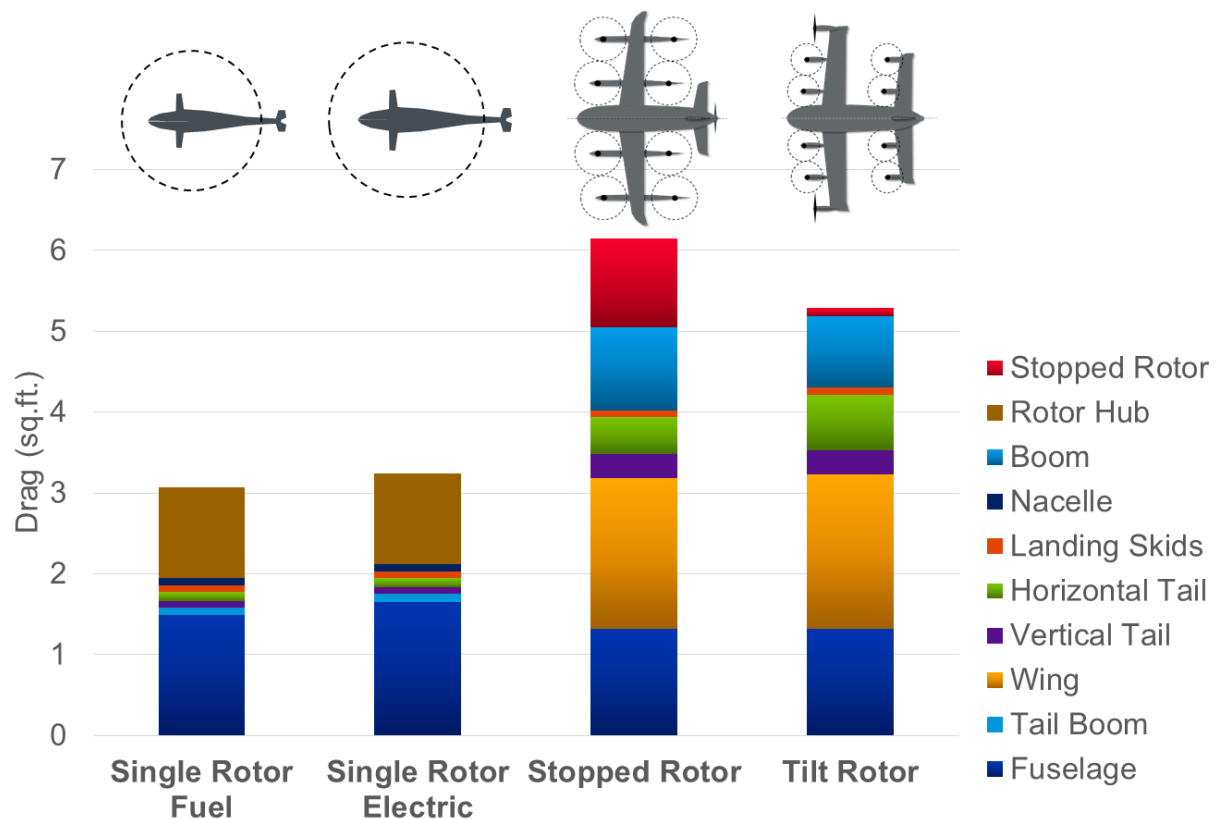 7
6
5
4
3
2
1
0
Drag (sq.ft.)
Single Rotor
Fuel
Single Rotor
Electric
Stopped Rotor
Tilt Rotor
Stopped Rotor
Rotor Hub
Boom
Nacelle
Landing Skids
Horizontal Tail
Vertical Tail
Wing
Tail Boom
Fuselage